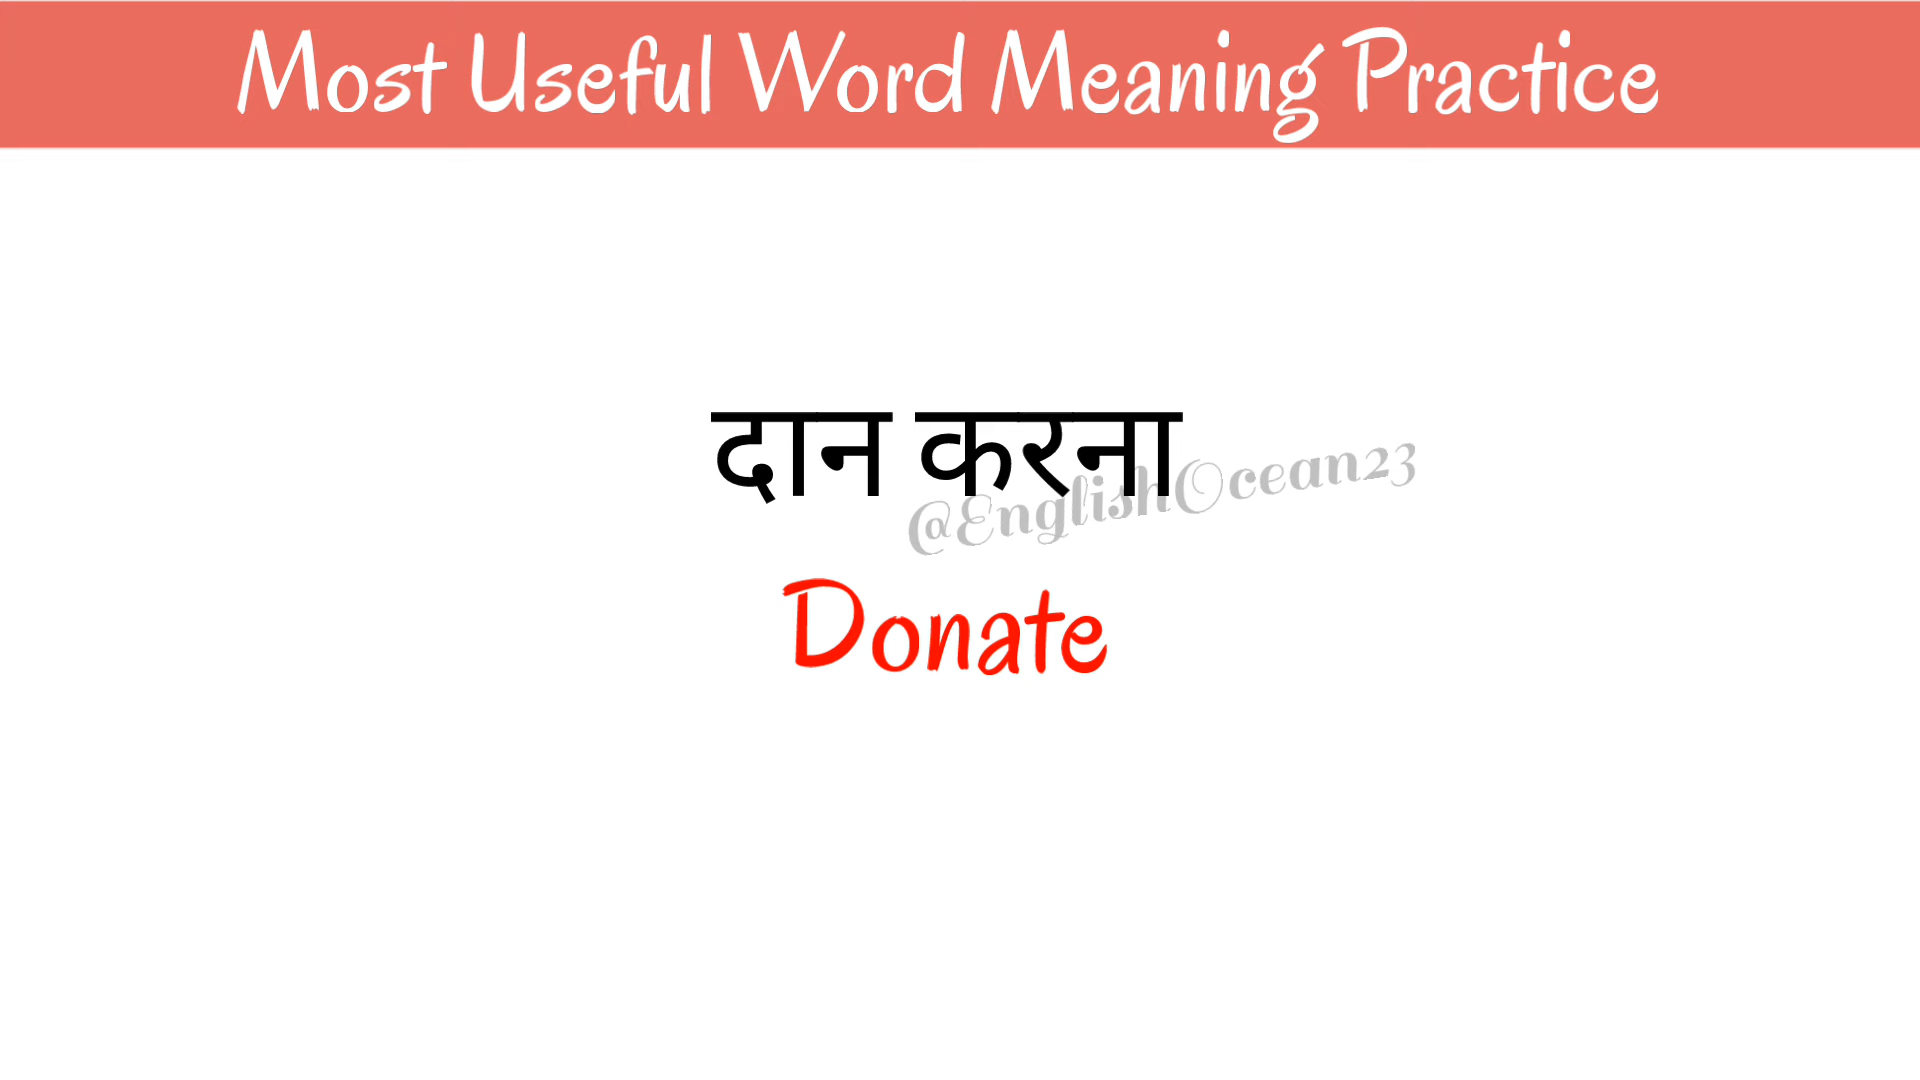 Most Useful Word Meaning Practice
दान करना
@EnglishOcean23
Donate